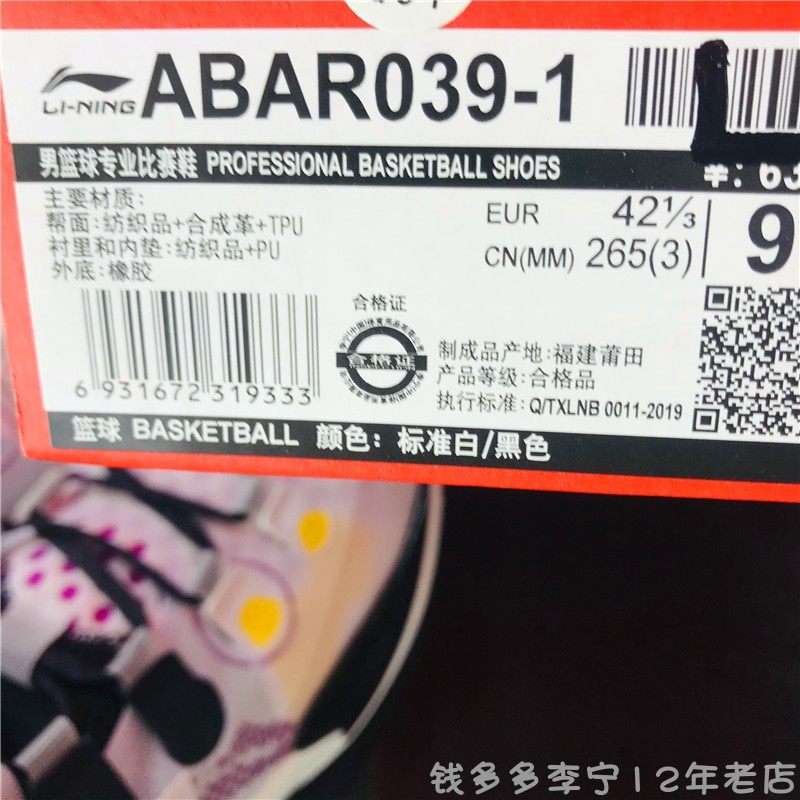 LI-NING ABAR039-1
男篮球专业比赛鞋 PROFESSIONAL BASKETBALL SHOES
¥: 63
主要材质:
帮面:纺织品+合成革+TPU
衬里和内垫:纺织品+PU
外底:橡胶
EUR 42⅓
CN(MM) 265(3)
9
合格证
合格证
制成品产地:福建莆田
产品等级:合格品
执行标准: Q/TXLNB 0011-2019
6 931672 319333
篮球 BASKETBALL 颜色: 标准白/黑色
钱多多李宁12年老店